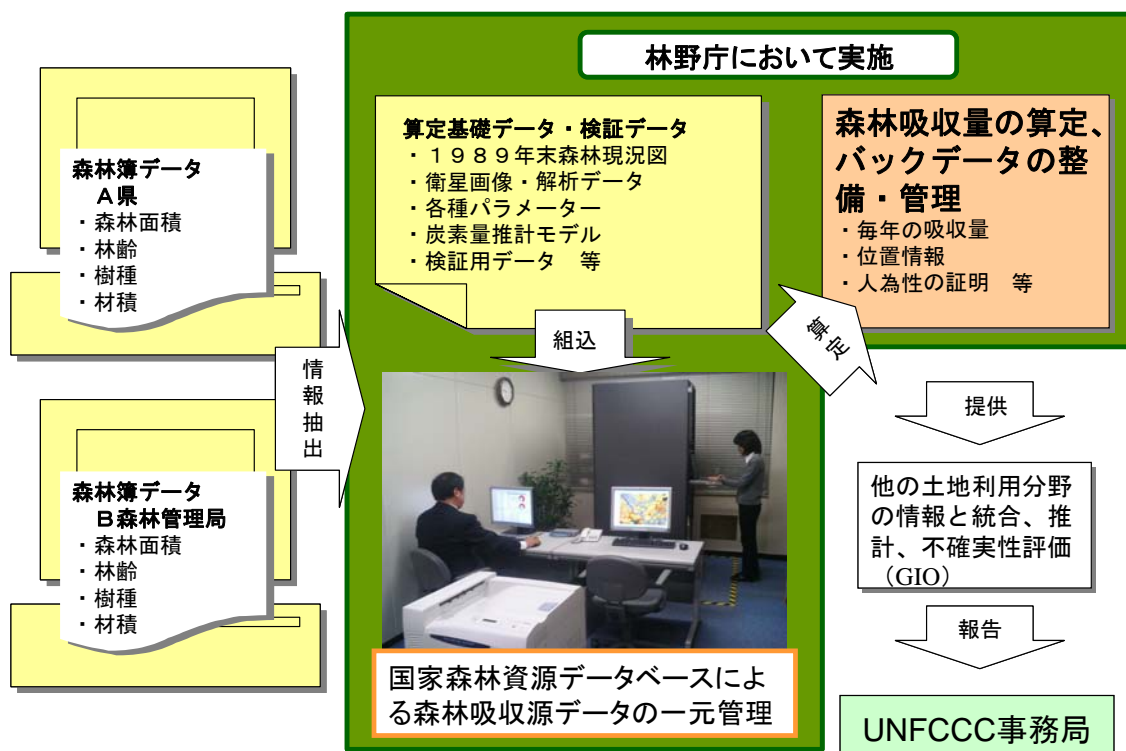 林野庁において実施
森林簿データ
A県
・森林面積
・林齢
・樹種
・材積
森林簿データ
B森林管理局
・森林面積
・林齢
・樹種
・材積
情
報
抽
出
算定基礎データ・検証データ
・１９８９年末森林現況図
・衛星画像・解析データ
・各種パラメーター
・炭素量推計モデル
・検証用データ　等
組込
国家森林資源データベースによ
る森林吸収源データの一元管理
算定
森林吸収量の算定、
バックデータの整
備・管理
・毎年の吸収量
・位置情報
・人為性の証明　等
提供
他の土地利用分野
の情報と統合、推
計、不確実性評価
（GIO）
報告
UNFCCC事務局